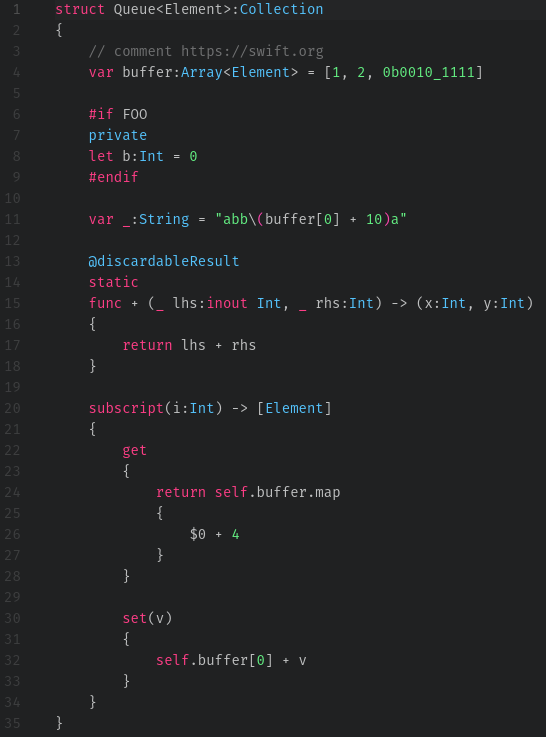 1 struct Queue<Element>:Collection
2 {
3     // comment https://swift.org
4     var buffer:Array<Element> = [1, 2, 0b0010_1111]
5
6     #if FOO
7     private
8     let b:Int = 0
9     #endif
10
11     var _:String = "abb\(buffer[0] + 10)a"
12
13     @discardableResult
14     static
15     func + (_ lhs:inout Int, _ rhs:Int) -> (x:Int, y:Int)
16     {
17         return lhs + rhs
18     }
19
20     subscript(i:Int) -> [Element]
21     {
22         get
23         {
24             return self.buffer.map
25             {
26                 $0 + 4
27             }
28         }
29
30         set(v)
31         {
32             self.buffer[0] + v
33         }
34     }
35 }